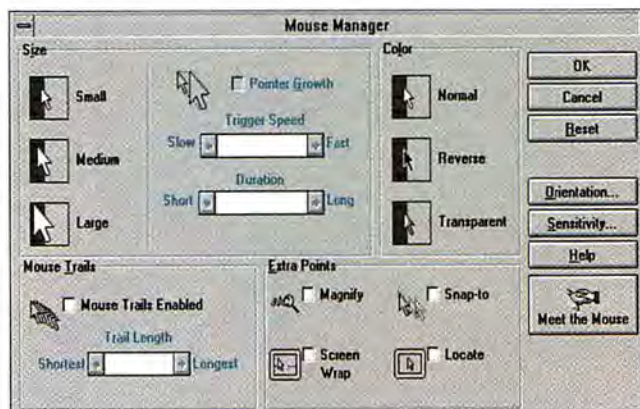 Mouse Manager
Size
Small
Medium
Large
Pointer Growth
Trigger Speed
Slow
Fast
Duration
Short
Long
Color
Normal
Reverse
Transparent
OK
Cancel
Reset
Orientation...
Sensitivity...
Help
Meet the Mouse
Mouse Trails
Mouse Trails Enabled
Trail Length
Shortest
Longest
Extra Points
Magnify
Snap-to
Screen
Wrap
Locate